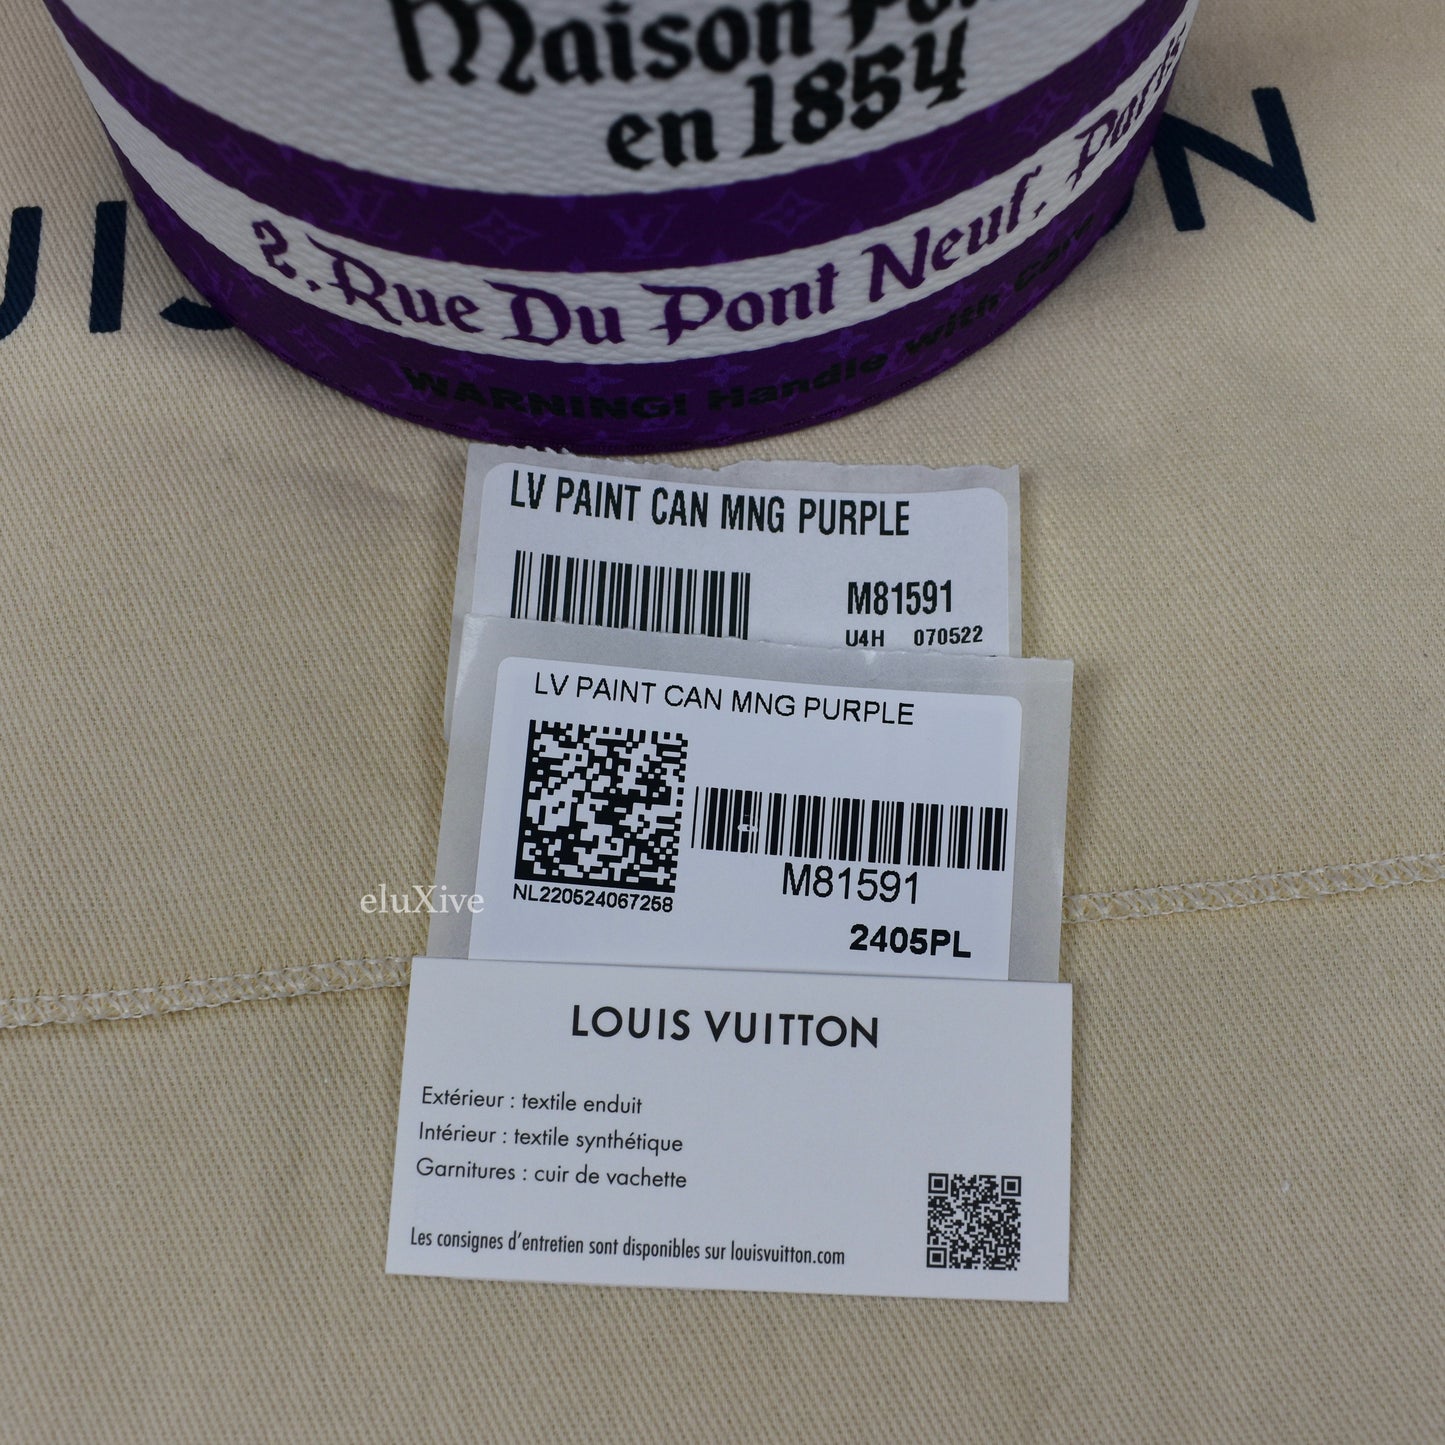 Maison
en 1854
2, Rue Du Pont Neuf, Paris
WARNING! Handle with Care
LV PAINT CAN MNG PURPLE
M81591
U4H 070522
LV PAINT CAN MNG PURPLE
NL220524067258
M81591
2405PL
eluXive
LOUIS VUITTON
Extérieur : textile enduit
Intérieur : textile synthétique
Garnitures : cuir de vachette
Les consignes d'entretien sont disponibles sur louisvuitton.com